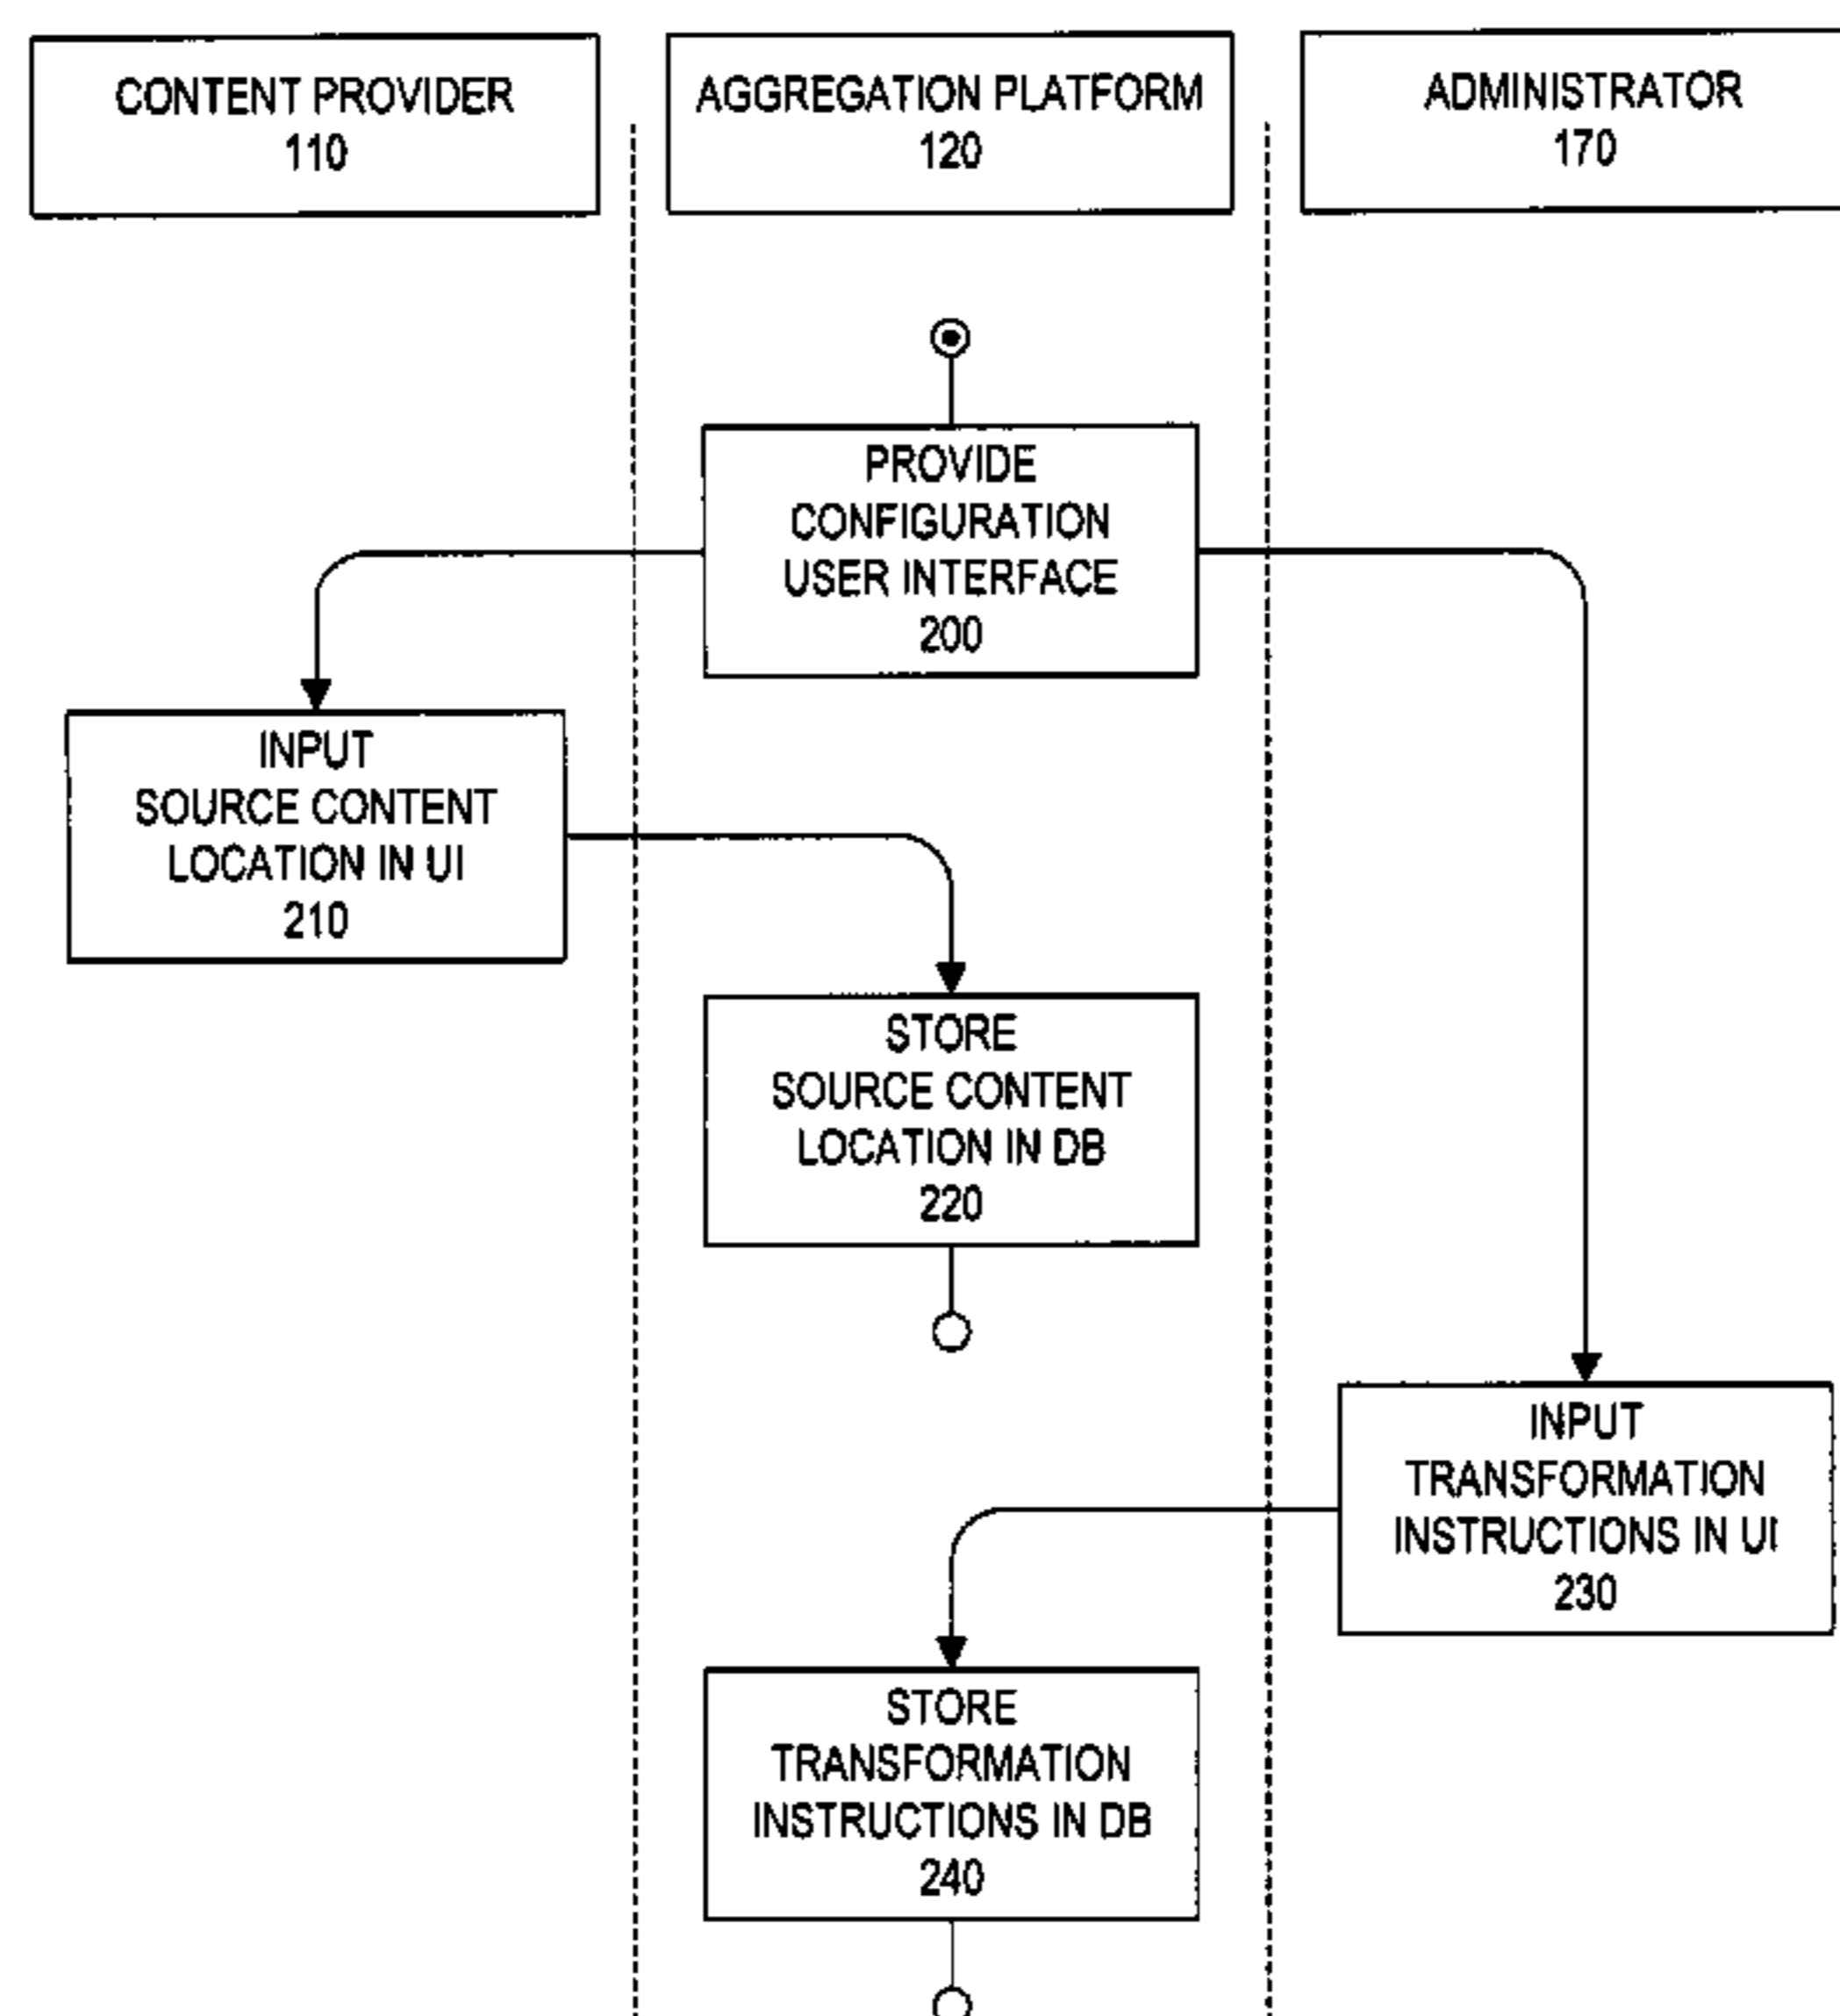 CONTENT PROVIDER
110
AGGREGATION PLATFORM
120
ADMINISTRATOR
170
PROVIDE
CONFIGURATION
USER INTERFACE
200
INPUT
SOURCE CONTENT
LOCATION IN UI
210
STORE
SOURCE CONTENT
LOCATION IN DB
220
INPUT
TRANSFORMATION
INSTRUCTIONS IN UI
230
STORE
TRANSFORMATION
INSTRUCTIONS IN DB
240